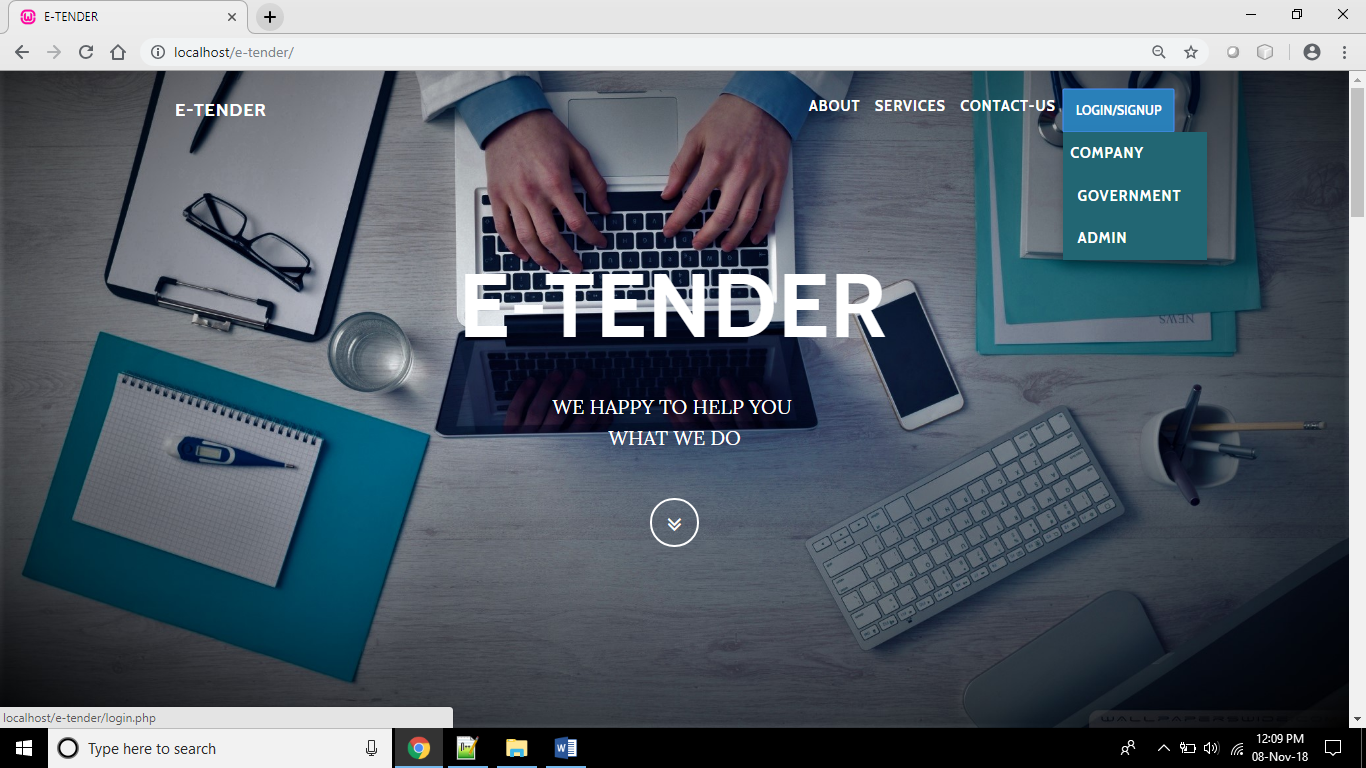 E-TENDER
localhost/e-tender/
E-TENDER
ABOUT SERVICES CONTACT-US LOGIN/SIGNUP
COMPANY
GOVERNMENT
ADMIN
E-TENDER
NEWS
WE HAPPY TO HELP YOU
WHAT WE DO
localhost/e-tender/login.php
Type here to search
12:09 PM
08-Nov-18